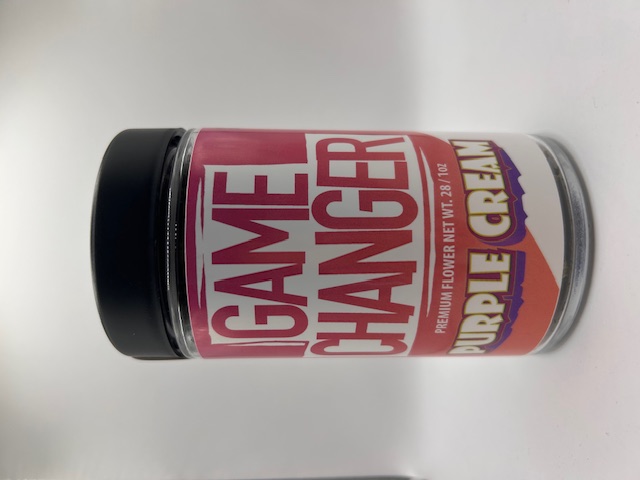 GAME
CHANGER
PREMIUM FLOWER NET WT. 28 / 1oz
PURPLE CREAM